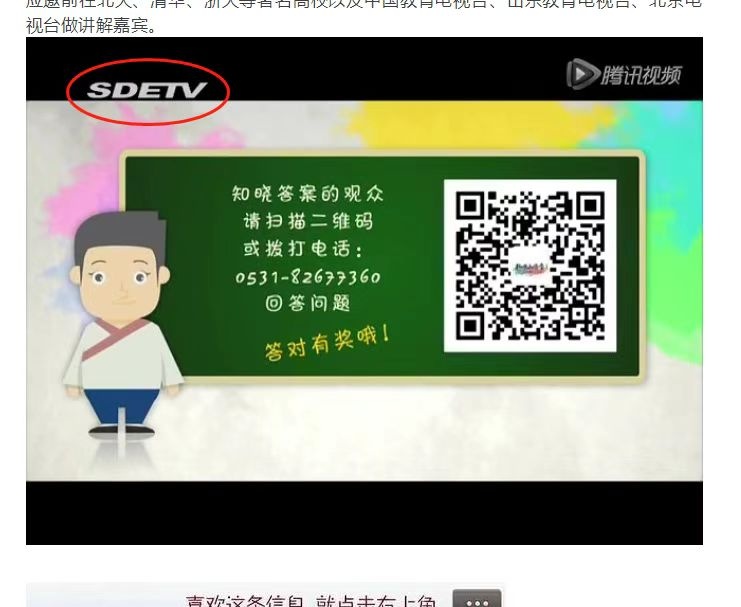 应邀前往北大、清华、浙大等著名高校以及中国教育电视台、山东教育电视台、北京电
视台做讲解嘉宾。
SDETV
腾讯视频
知晓答案的观众
请扫描二维码
或拨打电话：
0531-82677360
回答问题
答对有奖哦！
喜欢这条信息 就点击右上角